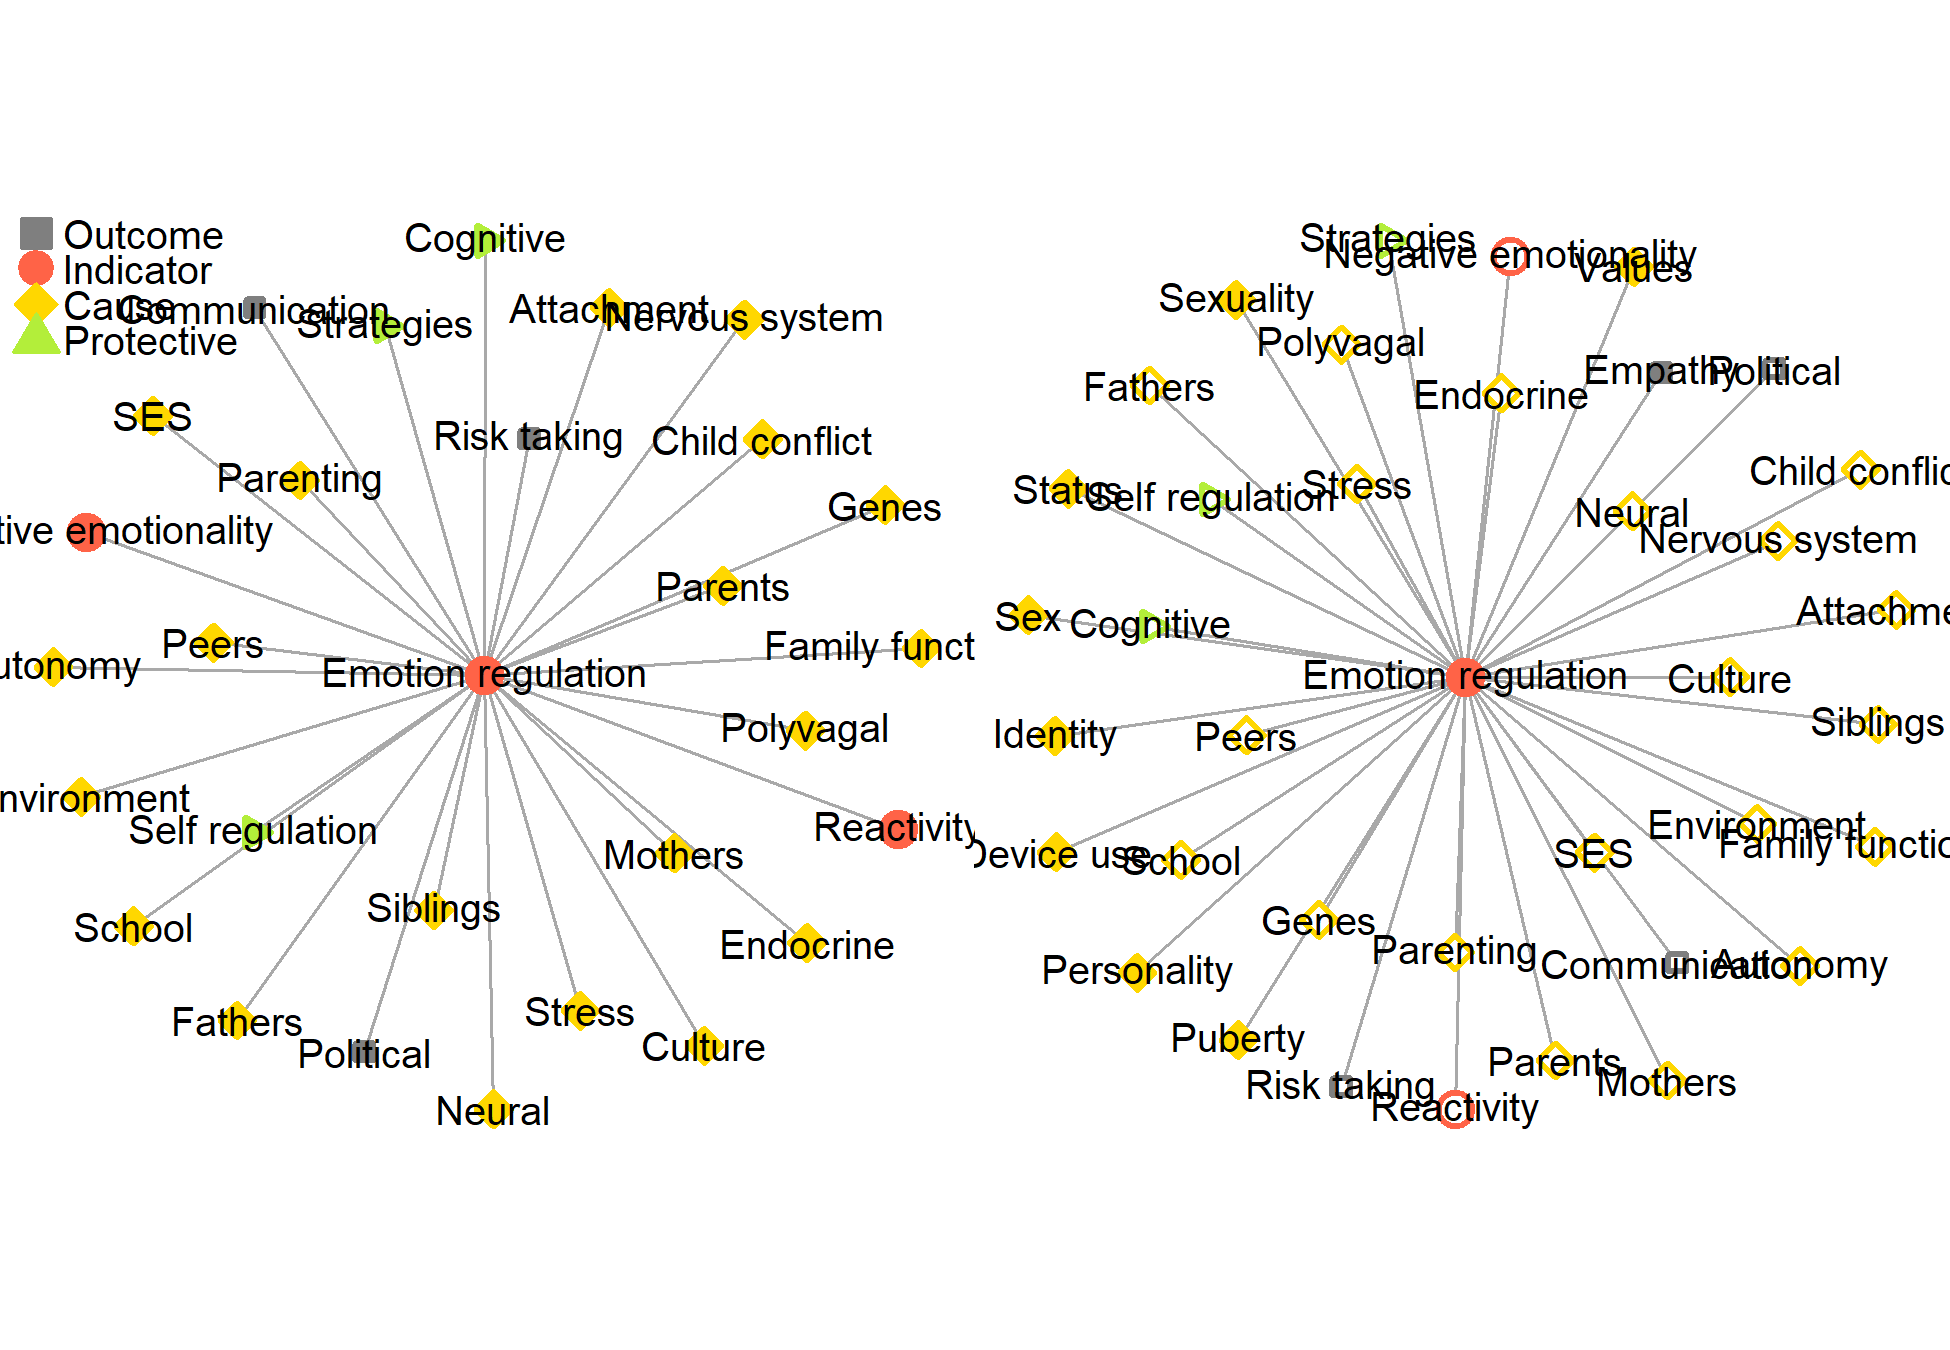 Outcome
Indicator
Cause
Protective
Cognitive
Communication
Strategies
Attachment
Nervous system
SES
Risk taking
Child conflict
Parenting
Genes
tive emotionality
Parents
Peers
Family funct
utonomy
Emotion regulation
Polyvagal
nvironment
Self regulation
Reactivity
Mothers
School
Siblings
Endocrine
Fathers
Political
Stress
Culture
Neural
Strategies
Negative emotionality
Values
Sexuality
Polyvagal
Empathy
Political
Fathers
Endocrine
Child conflic
Status
Self regulation
Stress
Neural
Nervous system
Sex
Cognitive
Attachme
Emotion regulation
Culture
Identity
Peers
Siblings
Device use
School
Environment
SES
Family functio
Genes
Parenting
Personality
Communication
Autonomy
Puberty
Risk taking
Reactivity
Parents
Mothers